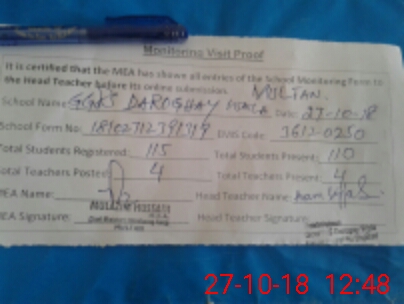 Monitoring Visit Proof
It is certified that the MEA has shown all entries of the School Monitoring Form to
the Head Teacher before its online submission. MULTAN
School Name: GGPS DAROGHAY WALA Date: 27-10-18
School Form No: EMIS Code: 3612-0250
Total Students Registered: 115 Total Students Present: 110
Total Teachers Posted: 4 Total Teachers Present: 4
MEA Name: Head Teacher Name:
MEA Signature: Head Teacher Signature:
27-10-18 12:48